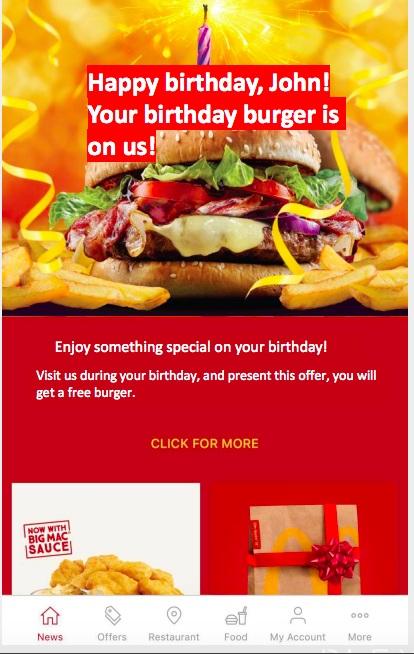 Happy birthday, John!
Your birthday burger is
on us!
Enjoy something special on your birthday!
Visit us during your birthday, and present this offer, you will
get a free burger.
CLICK FOR MORE
NOW WITH
BIG MAC
SAUCE
News
Offers
Restaurant
Food
My Account
More